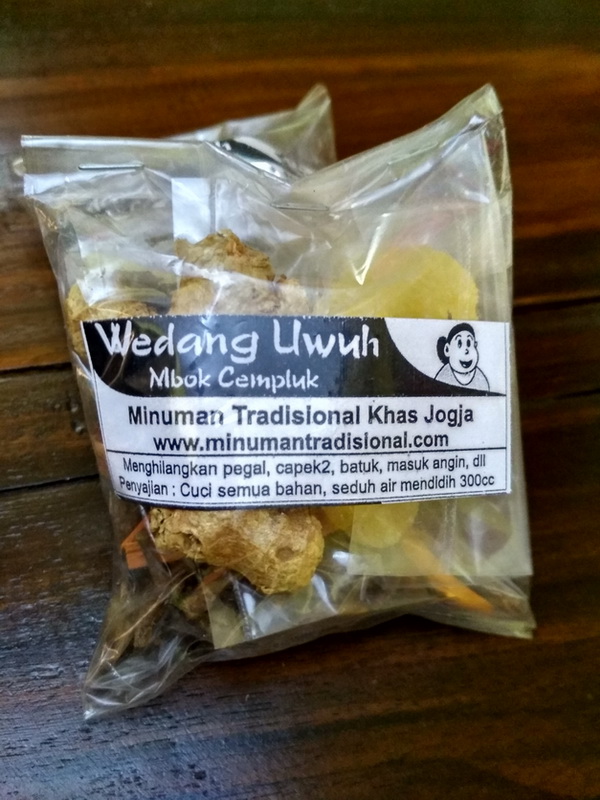 Wedang Uwuh
Mbok Cempluk
Minuman Tradisional Khas Jogja
www.minumantradisional.com
Menghilangkan pegal, capek2, batuk, masuk angin, dll
Penyajian : Cuci semua bahan, seduh air mendidih 300cc